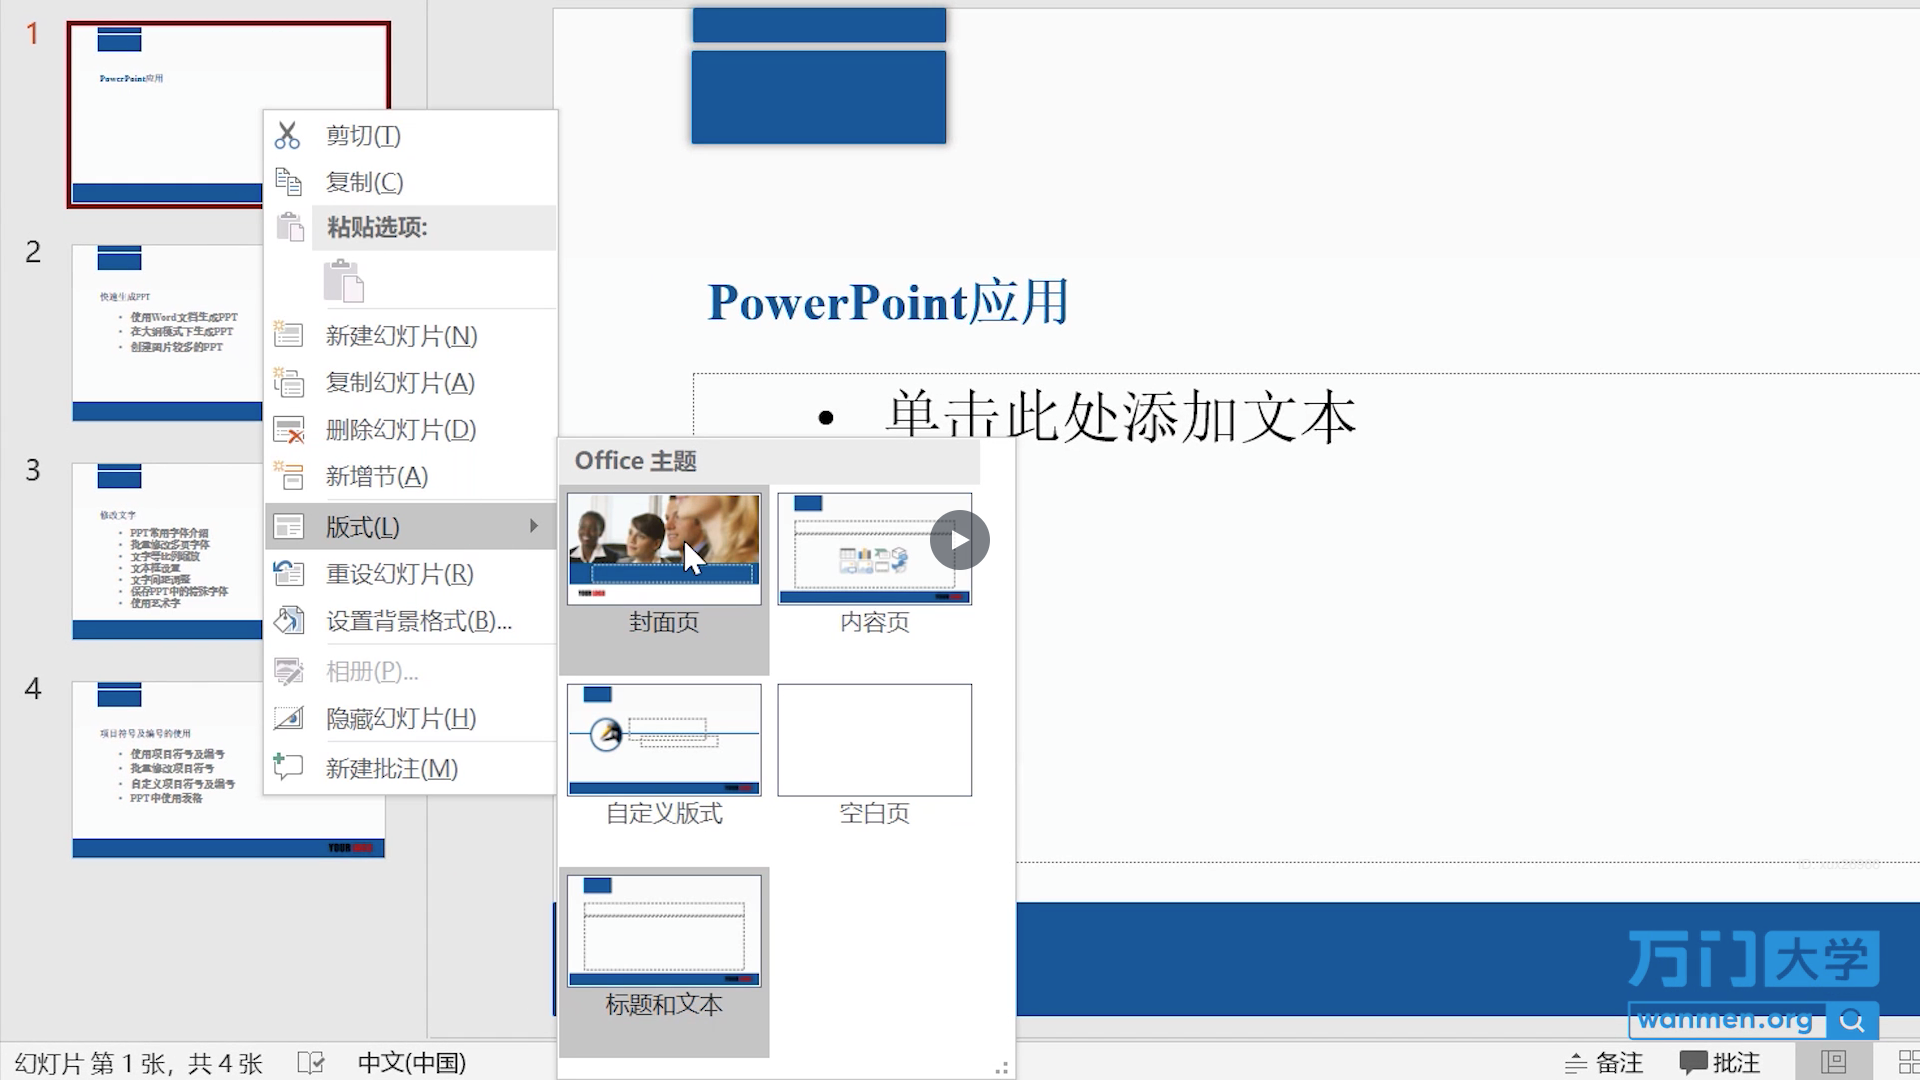 1
PowerPoint应用
2
快速生成PPT
• 使用Word文档生成PPT
• 在大纲模式下生成PPT
• 创建图片较多的PPT
3
修改文字
• PPT常用字体介绍
• 批量修改多页字体
• 文字等比例缩放
• 文本框设置
• 文字间距调整
• 保存PPT中的特殊字体
• 使用艺术字
4
项目符号及编号的使用
• 使用项目符号及编号
• 批量修改项目符号
• 自定义项目符号及编号
• PPT中使用表格
YOUR LOGO
剪切(T)
复制(C)
粘贴选项:
新建幻灯片(N)
复制幻灯片(A)
删除幻灯片(D)
新增节(A)
版式(L)
重设幻灯片(R)
设置背景格式(B)...
相册(P)...
隐藏幻灯片(H)
新建批注(M)
PowerPoint应用
• 单击此处添加文本
Office 主题
YOUR LOGO
封面页
内容页
自定义版式
空白页
标题和文本
万门大学
wanmen.org
幻灯片 第 1 张，共 4 张
中文(中国)
备注
批注